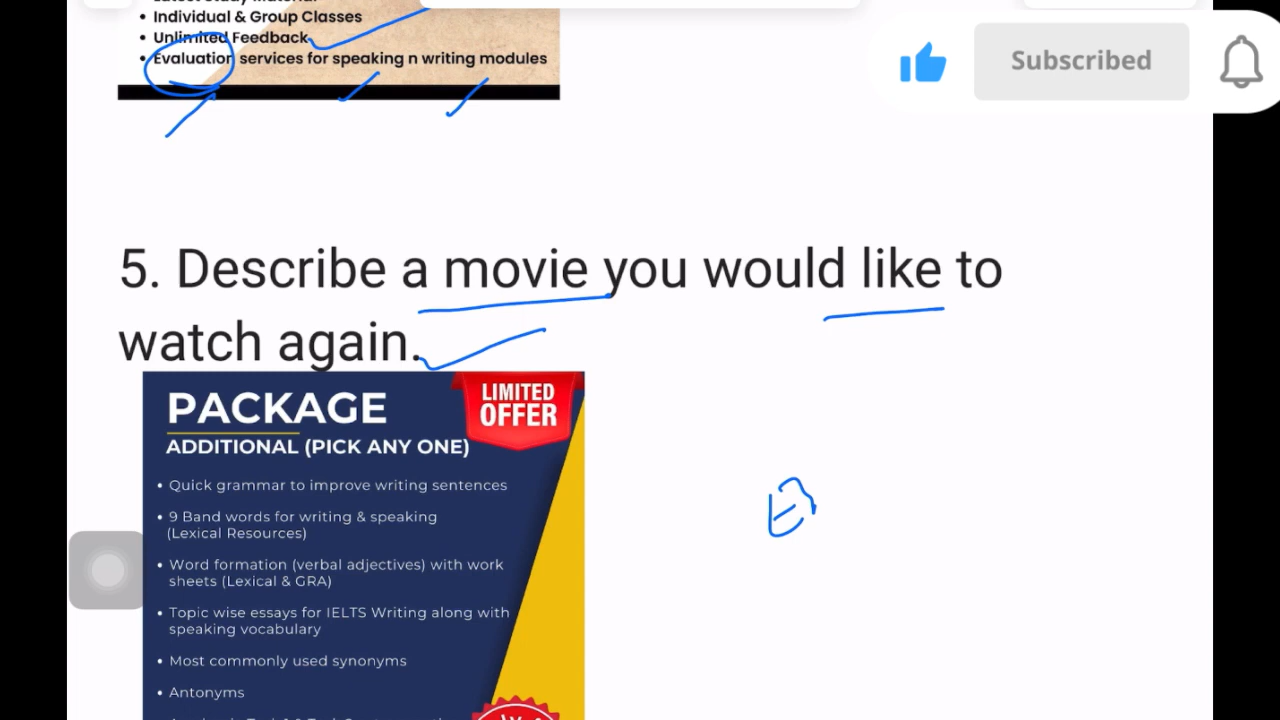 • Individual & Group Classes
• Unlimited Feedback
• Evaluation services for speaking n writing modules
Subscribed
5. Describe a movie you would like to
watch again.
LIMITED
OFFER
PACKAGE
ADDITIONAL (PICK ANY ONE)
• Quick grammar to improve writing sentences
• 9 Band words for writing & speaking
(Lexical Resources)
• Word formation (verbal adjectives) with work
sheets (Lexical & GRA)
• Topic wise essays for IELTS Writing along with
speaking vocabulary
• Most commonly used synonyms
• Antonyms